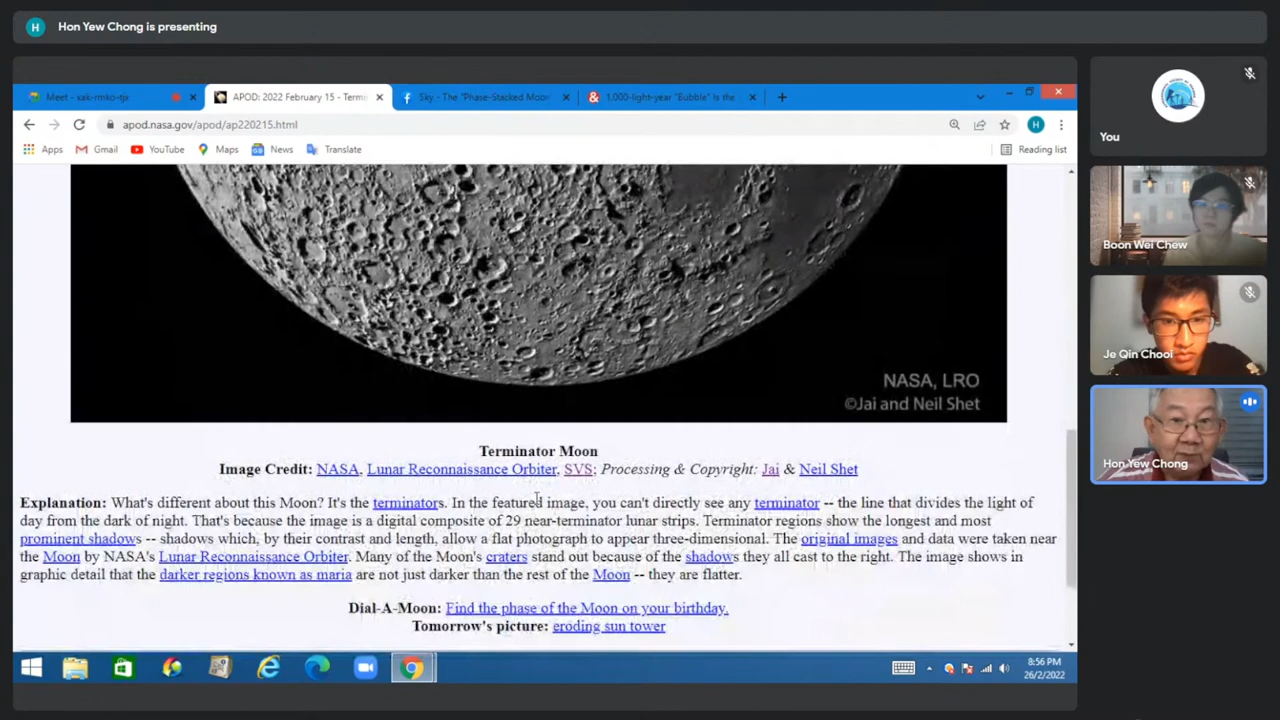 H Hon Yew Chong is presenting
Meet - xak-rmko-tjx
APOD: 2022 February 15 - Termi
Sky - The "Phase-Stacked Moon
1,000-light-year "Bubble" Is the
apod.nasa.gov/apod/ap220215.html
H
Apps Gmail YouTube Maps News Translate Reading list
NASA, LRO
©Jai and Neil Shet
Terminator Moon
Image Credit: NASA, Lunar Reconnaissance Orbiter, SVS; Processing & Copyright: Jai & Neil Shet
Explanation: What's different about this Moon? It's the terminators. In the featured image, you can't directly see any terminator -- the line that divides the light of
day from the dark of night. That's because the image is a digital composite of 29 near-terminator lunar strips. Terminator regions show the longest and most
prominent shadows -- shadows which, by their contrast and length, allow a flat photograph to appear three-dimensional. The original images and data were taken near
the Moon by NASA's Lunar Reconnaissance Orbiter. Many of the Moon's craters stand out because of the shadows they all cast to the right. The image shows in
graphic detail that the darker regions known as maria are not just darker than the rest of the Moon -- they are flatter.
Dial-A-Moon: Find the phase of the Moon on your birthday.
Tomorrow's picture: eroding sun tower
8:56 PM
26/2/2022
You
Boon Wei Chew
Je Qin Chooi
Hon Yew Chong